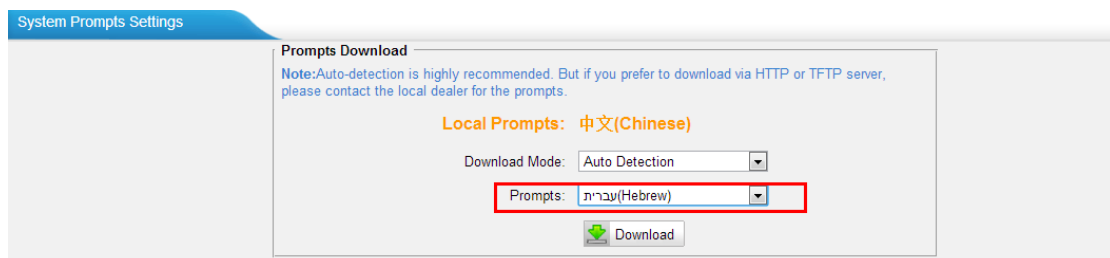 System Prompts Settings
Prompts Download
Note:Auto-detection is highly recommended. But if you prefer to download via HTTP or TFTP server,
please contact the local dealer for the prompts.
Local Prompts: 中文(Chinese)
Download Mode: Auto Detection
Prompts: עברית(Hebrew)
Download